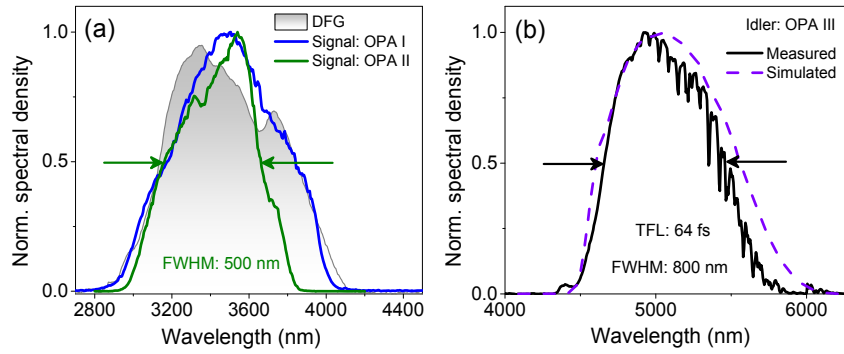 (a)
DFG
Signal: OPA I
Signal: OPA II
FWHM: 500 nm
Norm. spectral density
0.0
0.5
1.0
2800
3200
3600
4000
4400
Wavelength (nm)
(b)
Idler: OPA III
Measured
Simulated
TFL: 64 fs
FWHM: 800 nm
Norm. spectral density
0.0
0.5
1.0
4000
5000
6000
Wavelength (nm)